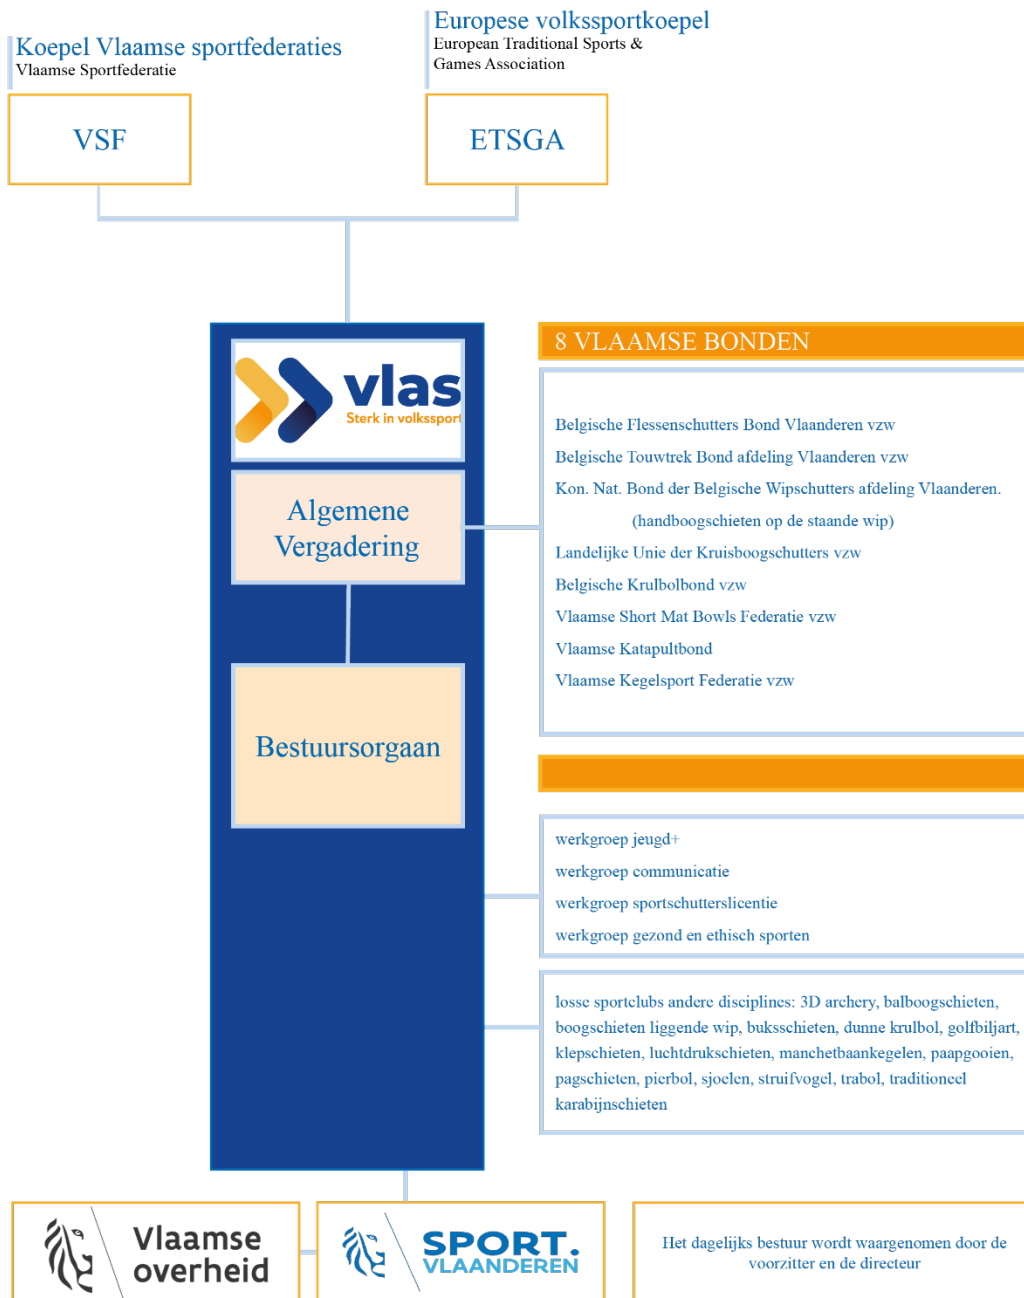 Koepel Vlaamse sportfederaties
Vlaamse Sportfederatie
VSF
Europese volkssportkoepel
European Traditional Sports &
Games Association
ETSGA
vlas
Sterk in volkssport
Algemene
Vergadering
Bestuursorgaan
8 VLAAMSE BONDEN
Belgische Flessenschutters Bond Vlaanderen vzw
Belgische Touwtrek Bond afdeling Vlaanderen vzw
Kon. Nat. Bond der Belgische Wipschutters afdeling Vlaanderen.
(handboogschieten op de staande wip)
Landelijke Unie der Kruisboogschutters vzw
Belgische Krulbolbond vzw
Vlaamse Short Mat Bowls Federatie vzw
Vlaamse Katapultbond
Vlaamse Kegelsport Federatie vzw
werkgroep jeugd+
werkgroep communicatie
werkgroep sportschutterslicentie
werkgroep gezond en ethisch sporten
losse sportclubs andere disciplines: 3D archery, balboogschieten,
boogschieten liggende wip, buksschieten, dunne krulbol, golfbiljart,
klepschieten, luchtdrukschieten, manchetbaankegelen, paapgooien,
pagschieten, pierbol, sjoelen, struifvogel, trabol, traditioneel
karabijnschieten
Vlaamse
overheid
SPORT.
VLAANDEREN
Het dagelijks bestuur wordt waargenomen door de
voorzitter en de directeur